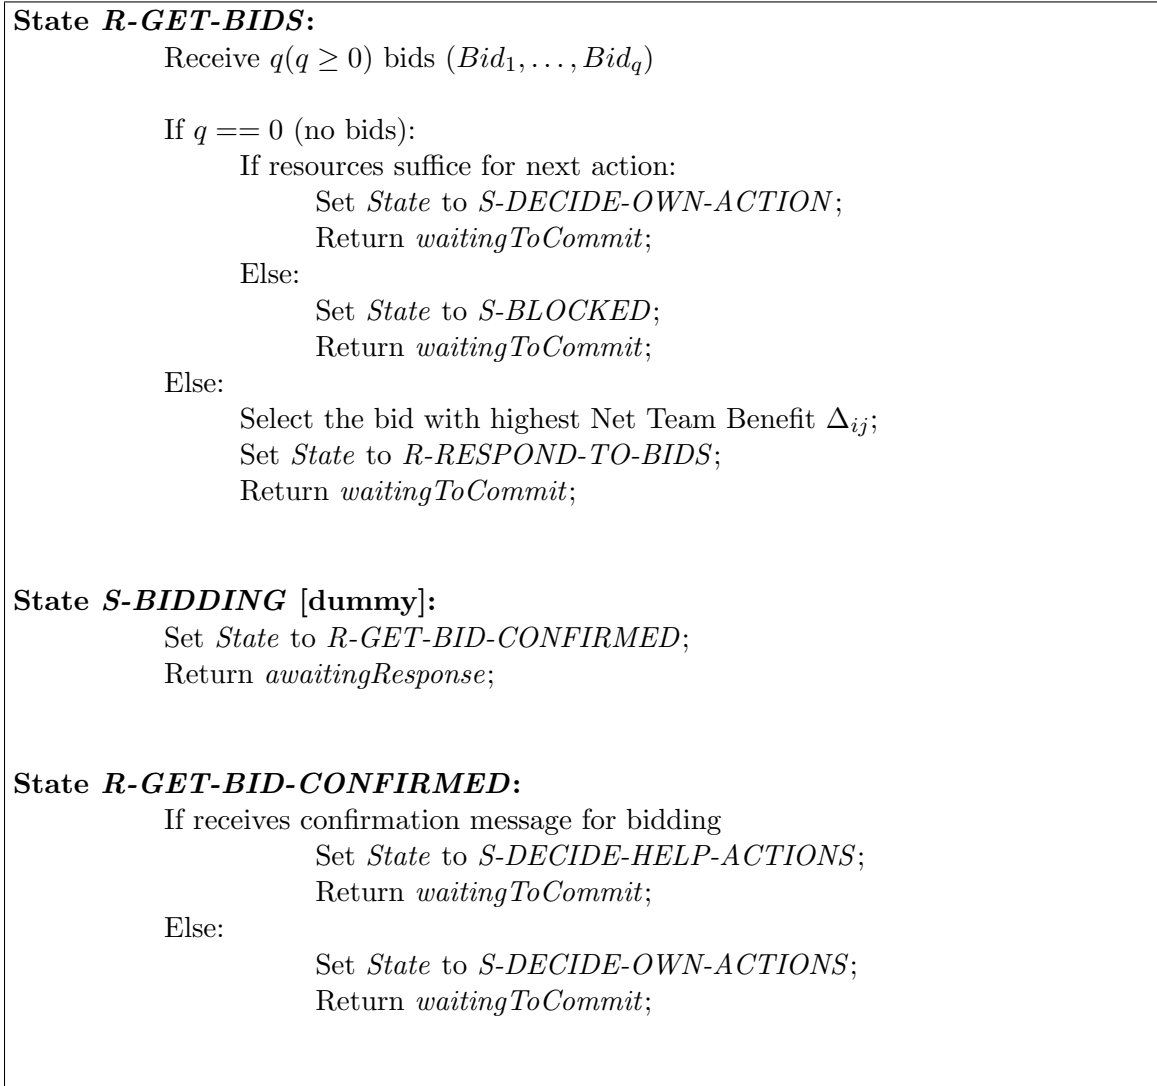 State R-GET-BIDS:
Receive q(q ≥ 0) bids (Bid₁, . . . , Bid_q)
If q == 0 (no bids):
If resources suffice for next action:
Set State to S-DECIDE-OWN-ACTION;
Return waitingToCommit;
Else:
Set State to S-BLOCKED;
Return waitingToCommit;
Else:
Select the bid with highest Net Team Benefit Δ_ij;
Set State to R-RESPOND-TO-BIDS;
Return waitingToCommit;
State S-BIDDING [dummy]:
Set State to R-GET-BID-CONFIRMED;
Return awaitingResponse;
State R-GET-BID-CONFIRMED:
If receives confirmation message for bidding
Set State to S-DECIDE-HELP-ACTIONS;
Return waitingToCommit;
Else:
Set State to S-DECIDE-OWN-ACTIONS;
Return waitingToCommit;